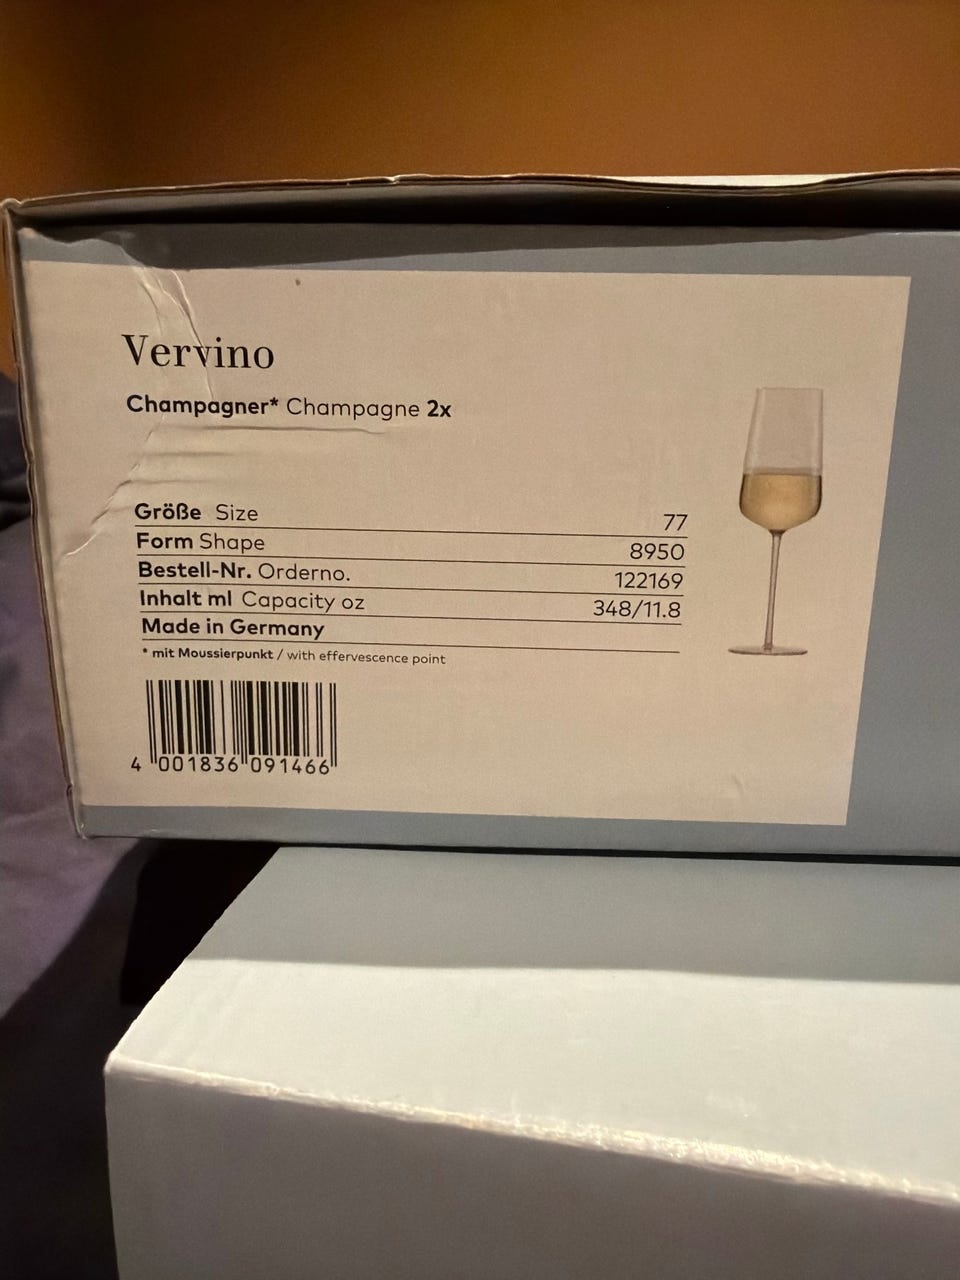 Vervino
Champagner* Champagne 2x
Größe Size 77
Form Shape 8950
Bestell-Nr. Orderno. 122169
Inhalt ml Capacity oz 348/11.8
Made in Germany
* mit Moussierpunkt / with effervescence point
4 001836 091466